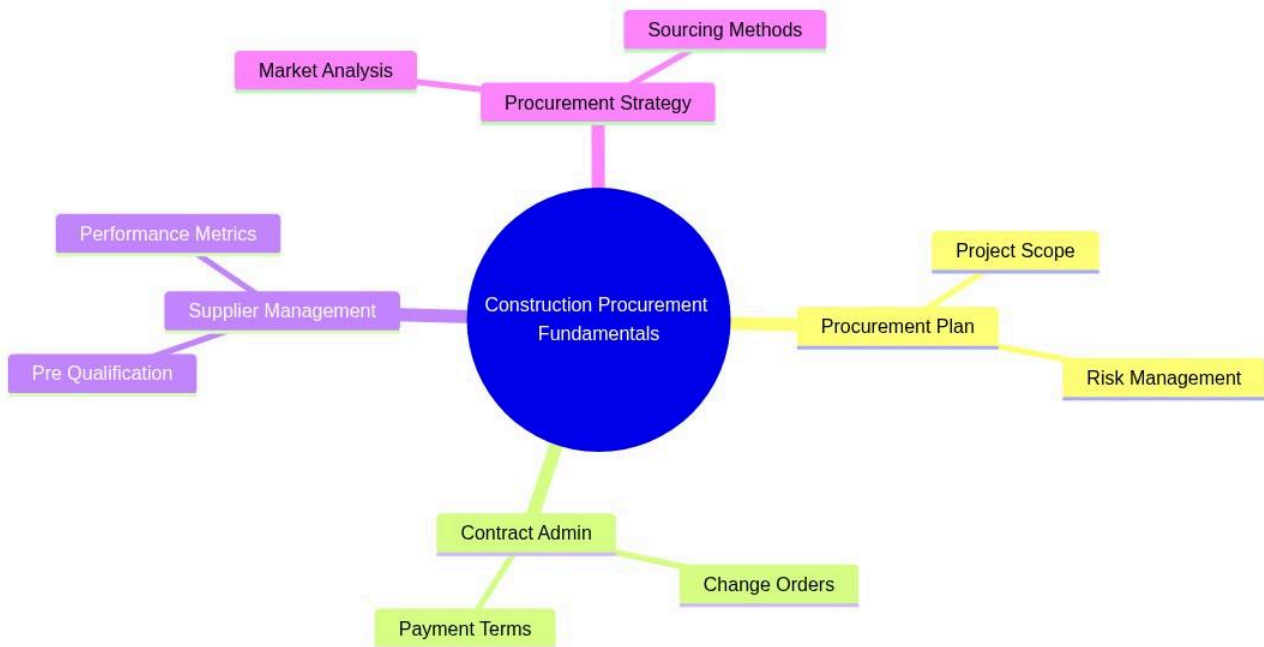 Sourcing Methods
Market Analysis
Procurement Strategy
Performance Metrics
Project Scope
Supplier Management
Construction Procurement
Fundamentals
Procurement Plan
Pre Qualification
Risk Management
Contract Admin
Change Orders
Payment Terms